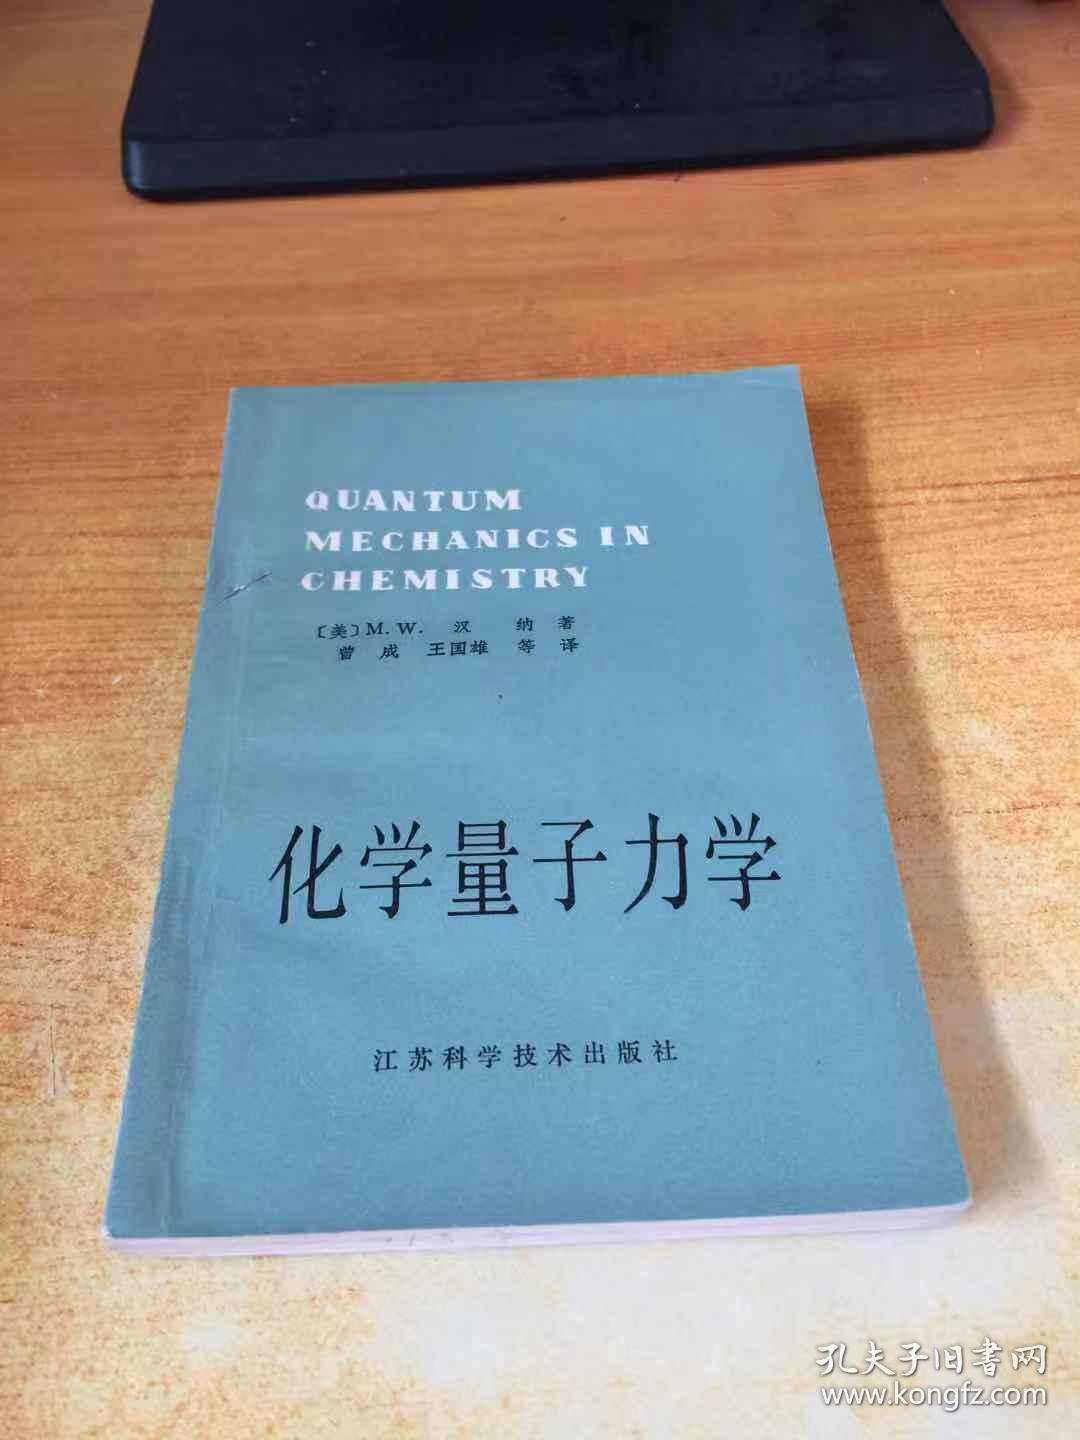 QUANTUM
MECHANICS IN
CHEMISTRY
〔美〕M. W. 汉 纳 著
曾 成 王国雄 等 译
化学量子力学
江苏科学技术出版社
孔夫子旧书网
www.kongfz.com